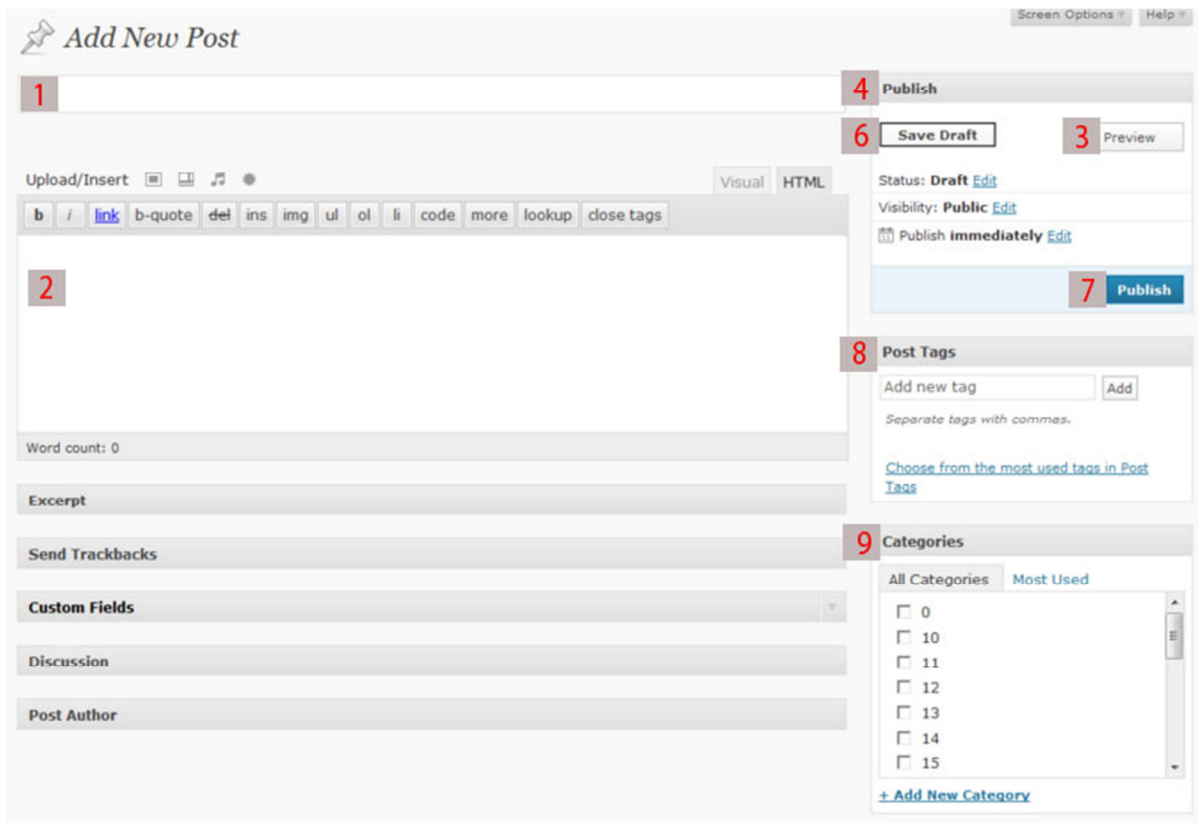 Screen Options Help
Add New Post
1
4 Publish
6 Save Draft 3 Preview
Upload/Insert Visual HTML
b i link b-quote del ins img ul ol li code more lookup close tags
2
Word count: 0
Excerpt
Send Trackbacks
Custom Fields
Discussion
Post Author
Status: Draft Edit
Visibility: Public Edit
Publish immediately Edit
7 Publish
8 Post Tags
Add new tag Add
Separate tags with commas.
Choose from the most used tags in Post
Tags
9 Categories
All Categories Most Used
0
10
11
12
13
14
15
+ Add New Category